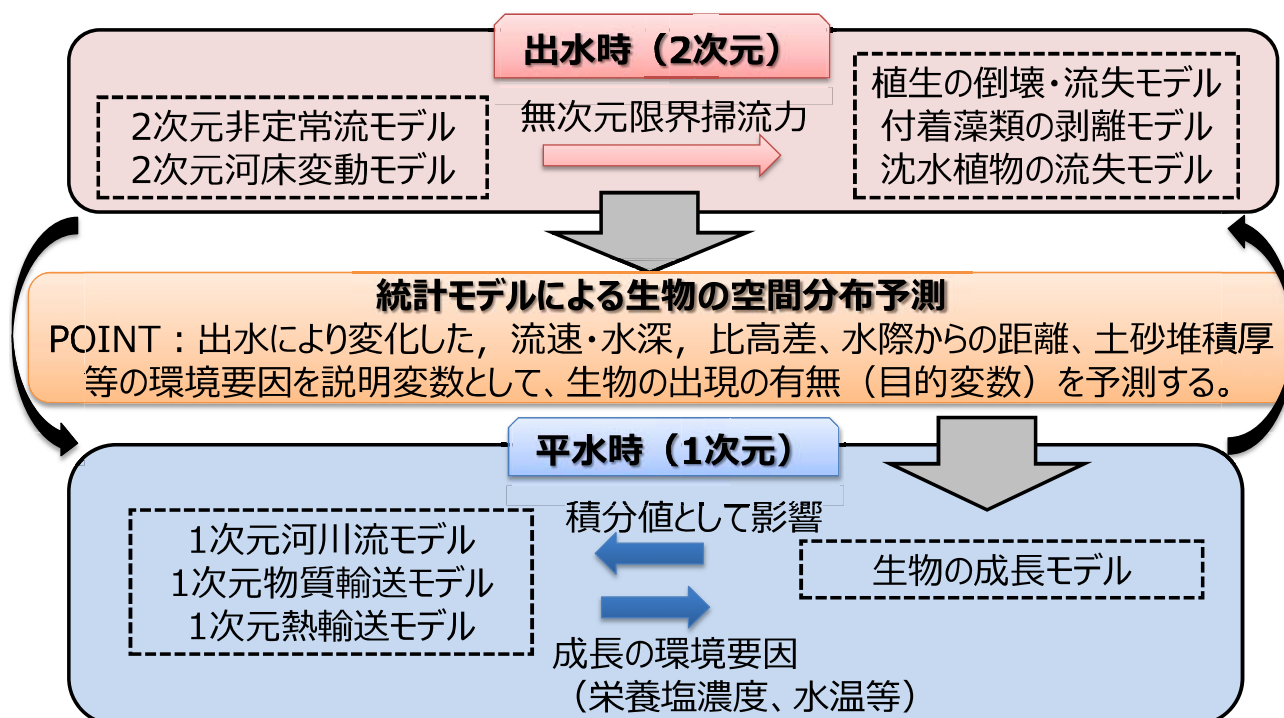 出水時（2次元）
2次元非定常流モデル
2次元河床変動モデル
無次元限界掃流力
植生の倒壊・流失モデル
付着藻類の剥離モデル
沈水植物の流失モデル
統計モデルによる生物の空間分布予測
POINT：出水により変化した，流速・水深，比高差、水際からの距離、土砂堆積厚
等の環境要因を説明変数として、生物の出現の有無（目的変数）を予測する。
平水時（1次元）
1次元河川流モデル
1次元物質輸送モデル
1次元熱輸送モデル
積分値として影響
成長の環境要因
（栄養塩濃度、水温等）
生物の成長モデル